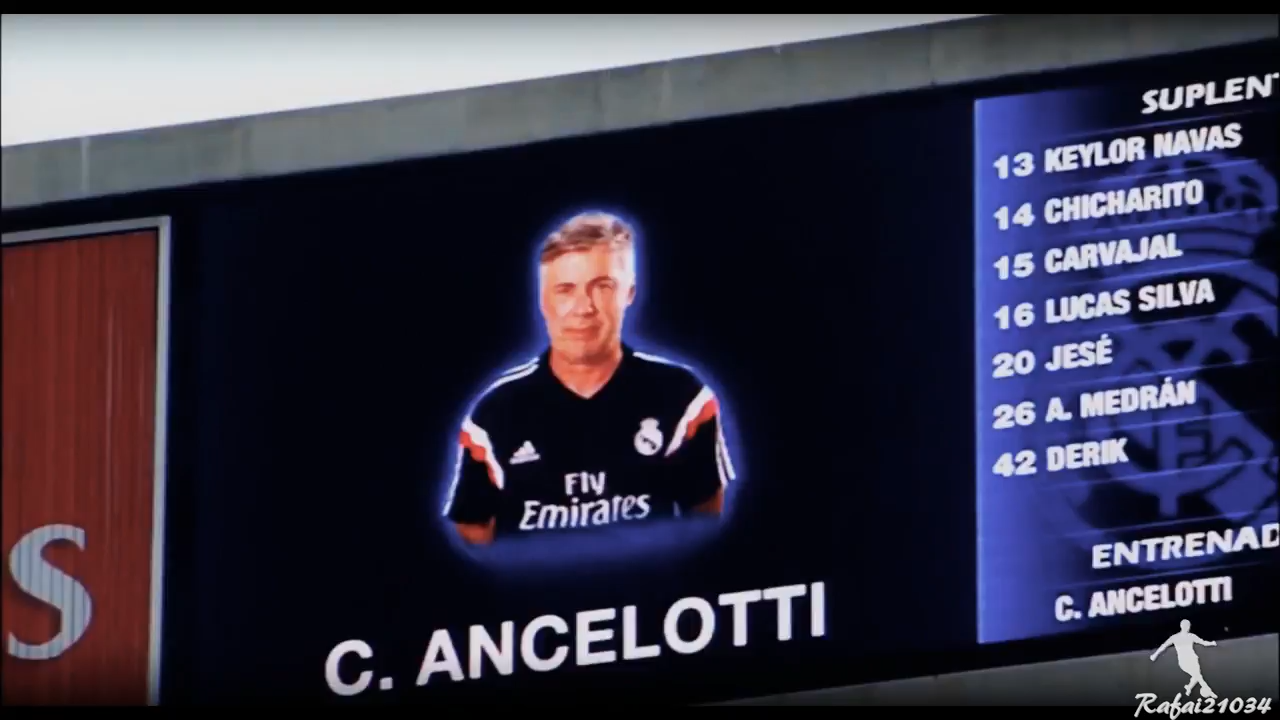 S
Fly
Emirates
C. ANCELOTTI
SUPLENT
13 KEYLOR NAVAS
14 CHICHARITO
15 CARVAJAL
16 LUCAS SILVA
20 JESÉ
26 A. MEDRÁN
42 DERIK
ENTRENAD
C. ANCELOTTI
Rafai21034